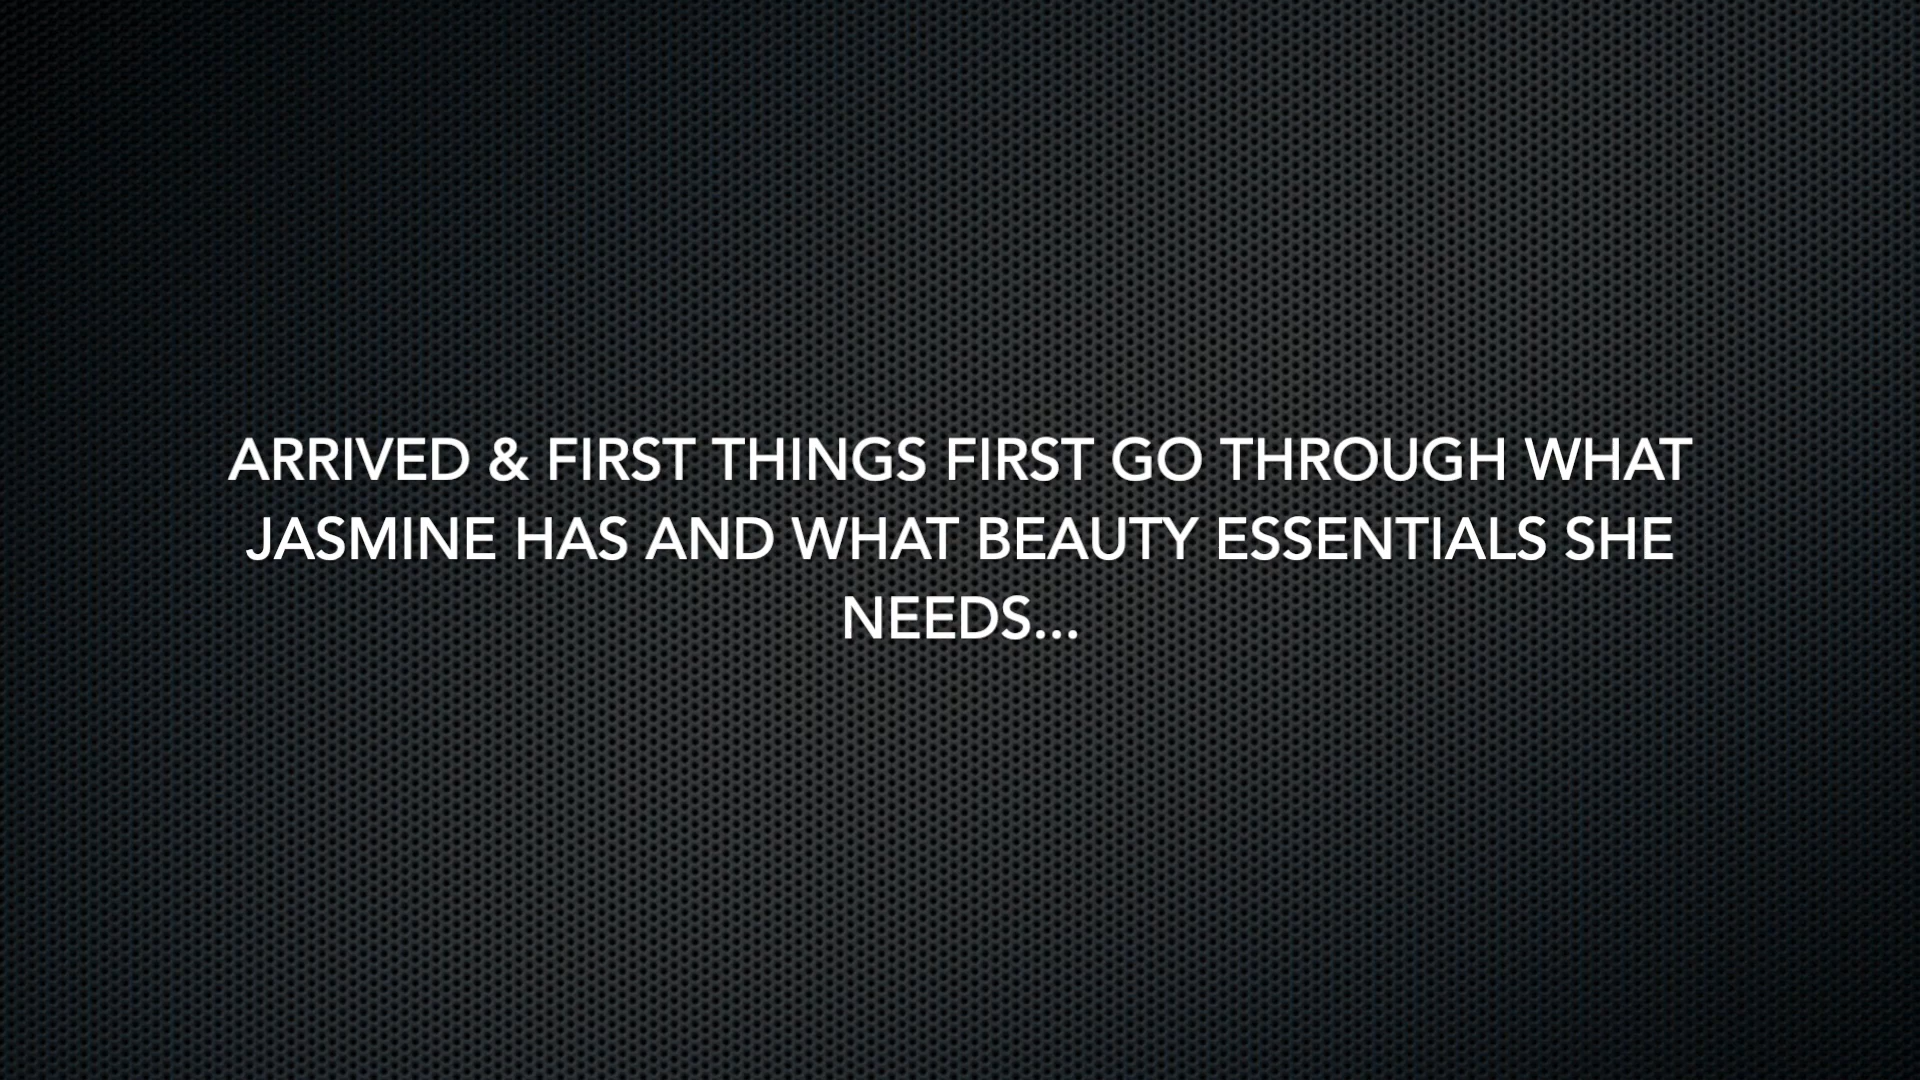 ARRIVED & FIRST THINGS FIRST GO THROUGH WHAT
JASMINE HAS AND WHAT BEAUTY ESSENTIALS SHE
NEEDS...